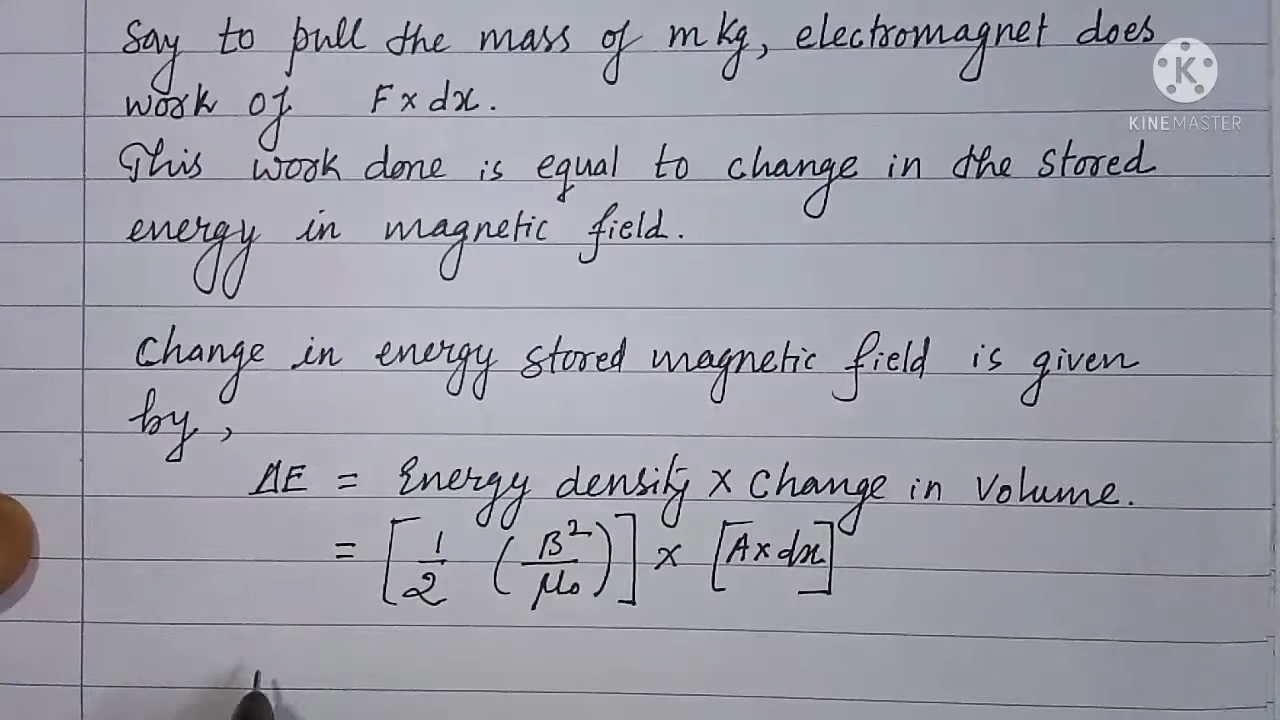 Say to pull the mass of m kg, electromagnet does
work of F x dx.
This work done is equal to change in the stored
energy in magnetic field.
Change in energy stored magnetic field is given
by,
ΔE = Energy density x Change in Volume.
= [1/2 (B²/μ₀)] x [A x dx]
K
KINEMASTER